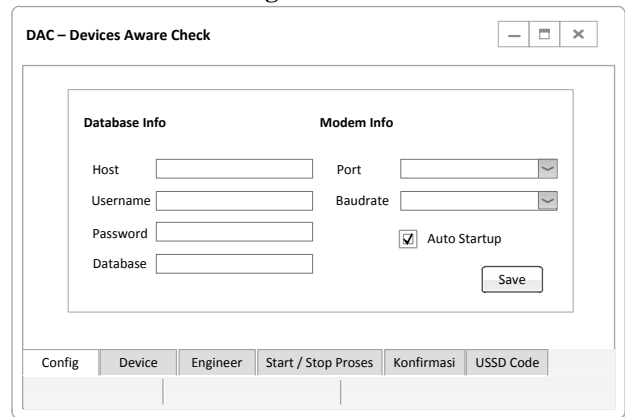 DAC – Devices Aware Check
Database Info
Modem Info
Host
Port
Username
Baudrate
Password
Auto Startup
Database
Save
Config
Device
Engineer
Start / Stop Proses
Konfirmasi
USSD Code